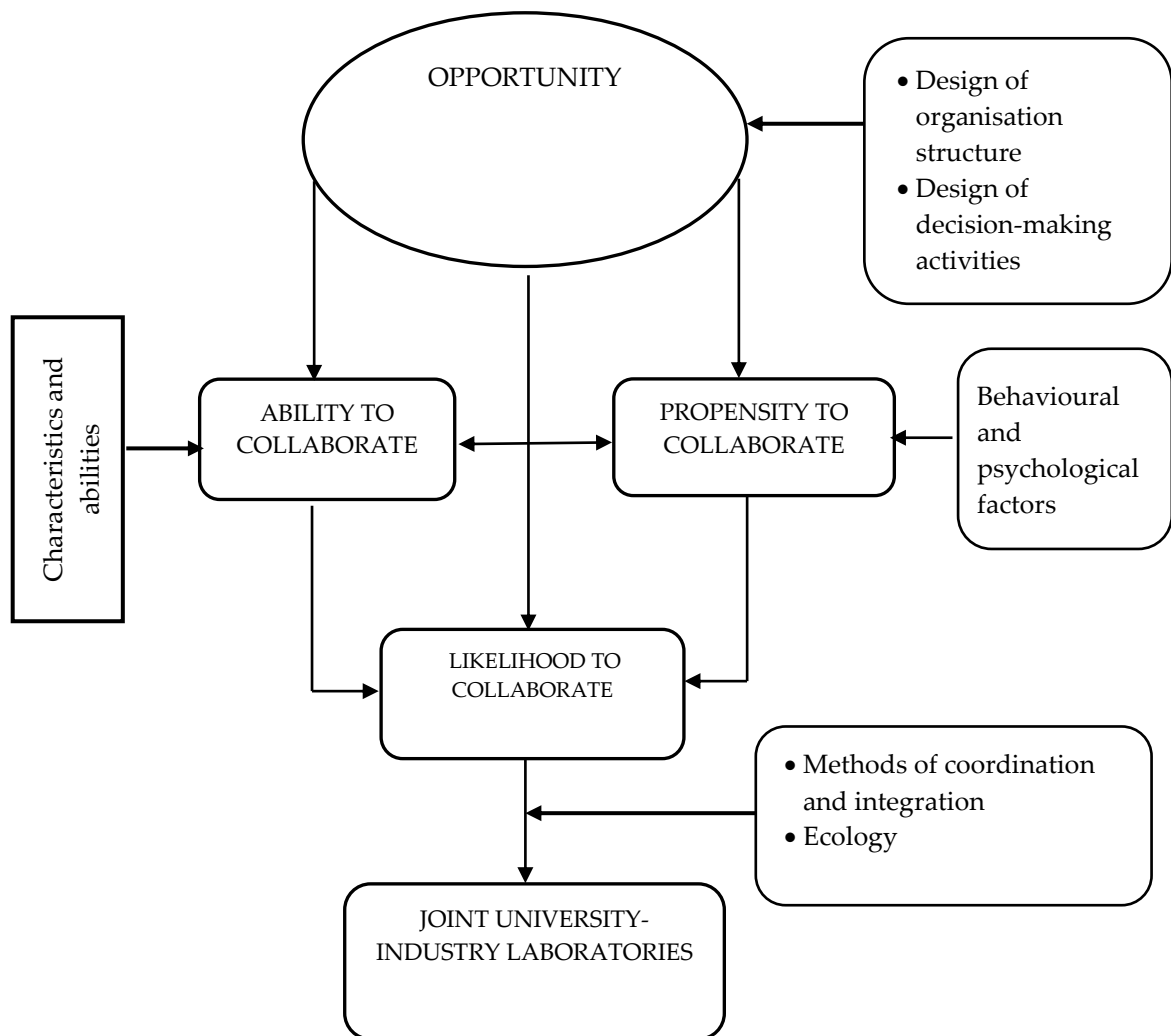 OPPORTUNITY
• Design of
organisation
structure
• Design of
decision-making
activities
Characteristics and
abilities
ABILITY TO
COLLABORATE
PROPENSITY TO
COLLABORATE
Behavioural
and
psychological
factors
LIKELIHOOD TO
COLLABORATE
• Methods of coordination
and integration
• Ecology
JOINT UNIVERSITY-
INDUSTRY LABORATORIES